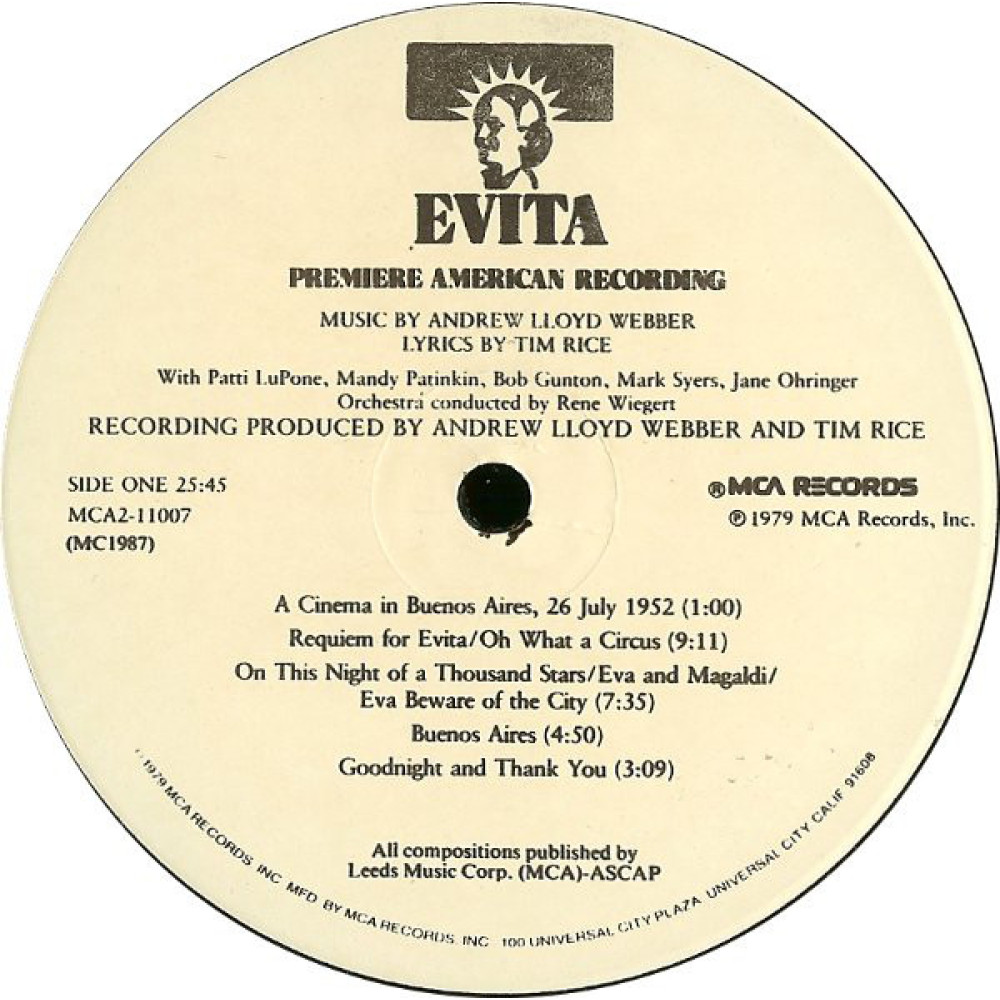 EVITA
PREMIERE AMERICAN RECORDING
MUSIC BY ANDREW LLOYD WEBBER
LYRICS BY TIM RICE
With Patti LuPone, Mandy Patinkin, Bob Gunton, Mark Syers, Jane Ohringer
Orchestra conducted by Rene Wiegert
RECORDING PRODUCED BY ANDREW LLOYD WEBBER AND TIM RICE
SIDE ONE 25:45
MCA2-11007
(MC1987)
® MCA RECORDS
℗ 1979 MCA Records, Inc.
A Cinema in Buenos Aires, 26 July 1952 (1:00)
Requiem for Evita/Oh What a Circus (9:11)
On This Night of a Thousand Stars/Eva and Magaldi/
Eva Beware of the City (7:35)
Buenos Aires (4:50)
Goodnight and Thank You (3:09)
All compositions published by
Leeds Music Corp. (MCA)-ASCAP
1979 MCA RECORDS INC MFD BY MCA RECORDS INC 100 UNIVERSAL CITY PLAZA UNIVERSAL CITY CALIF 91608